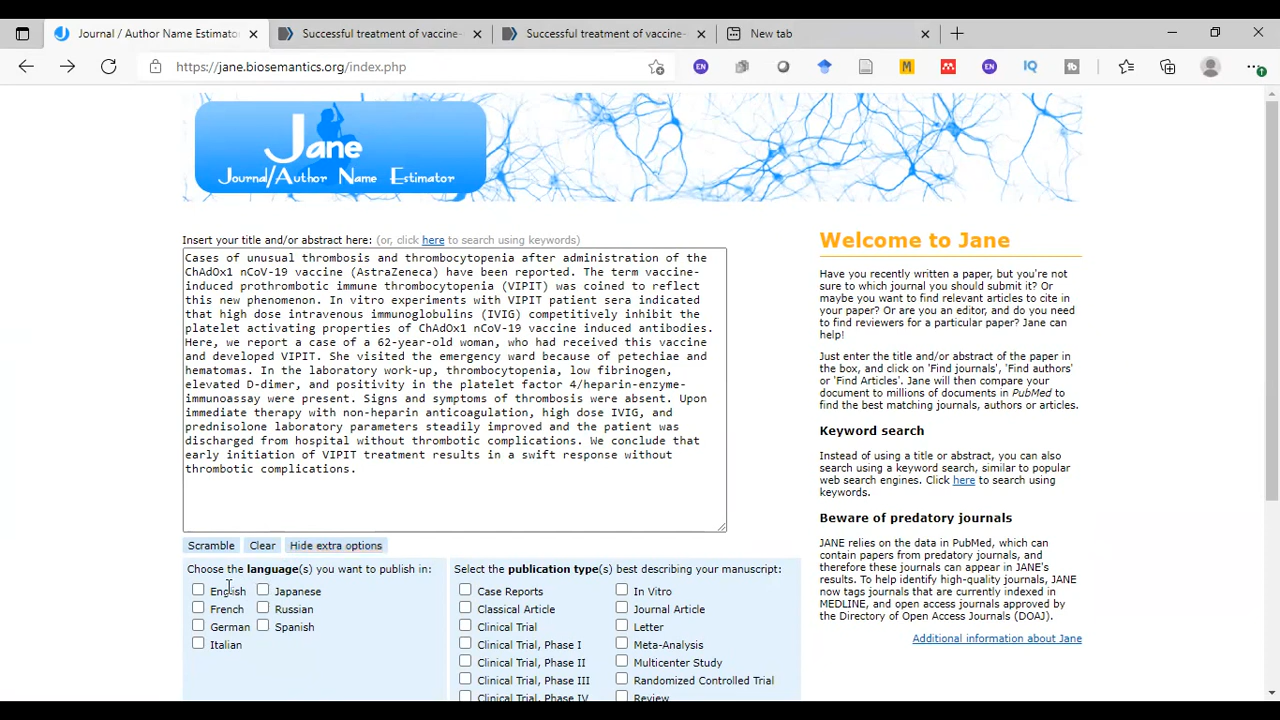 Journal / Author Name Estimato
Successful treatment of vaccine-
Successful treatment of vaccine-
New tab
https://jane.biosemantics.org/index.php
EN
M
EN
IQ
Jane
Journal/Author Name Estimator
Insert your title and/or abstract here: (or, click here to search using keywords)
Cases of unusual thrombosis and thrombocytopenia after administration of the
ChAdOx1 nCoV-19 vaccine (AstraZeneca) have been reported. The term vaccine-
induced prothrombotic immune thrombocytopenia (VIPIT) was coined to reflect
this new phenomenon. In vitro experiments with VIPIT patient sera indicated
that high dose intravenous immunoglobulins (IVIG) competitively inhibit the
platelet activating properties of ChAdOx1 nCoV-19 vaccine induced antibodies.
Here, we report a case of a 62-year-old woman, who had received this vaccine
and developed VIPIT. She visited the emergency ward because of petechiae and
hematomas. In the laboratory work-up, thrombocytopenia, low fibrinogen,
elevated D-dimer, and positivity in the platelet factor 4/heparin-enzyme-
immunoassay were present. Signs and symptoms of thrombosis were absent. Upon
immediate therapy with non-heparin anticoagulation, high dose IVIG, and
prednisolone laboratory parameters steadily improved and the patient was
discharged from hospital without thrombotic complications. We conclude that
early initiation of VIPIT treatment results in a swift response without
thrombotic complications.
Scramble Clear Hide extra options
Choose the language(s) you want to publish in:
English Japanese
French Russian
German Spanish
Italian
Select the publication type(s) best describing your manuscript:
Case Reports In Vitro
Classical Article Journal Article
Clinical Trial Letter
Clinical Trial, Phase I Meta-Analysis
Clinical Trial, Phase II Multicenter Study
Clinical Trial, Phase III Randomized Controlled Trial
Clinical Trial, Phase IV Review
Welcome to Jane
Have you recently written a paper, but you're not
sure to which journal you should submit it? Or
maybe you want to find relevant articles to cite in
your paper? Or are you an editor, and do you need
to find reviewers for a particular paper? Jane can
help!
Just enter the title and/or abstract of the paper in
the box, and click on 'Find journals', 'Find authors'
or 'Find Articles'. Jane will then compare your
document to millions of documents in PubMed to
find the best matching journals, authors or articles.
Keyword search
Instead of using a title or abstract, you can also
search using a keyword search, similar to popular
web search engines. Click here to search using
keywords.
Beware of predatory journals
JANE relies on the data in PubMed, which can
contain papers from predatory journals, and
therefore these journals can appear in JANE's
results. To help identify high-quality journals, JANE
now tags journals that are currently indexed in
MEDLINE, and open access journals approved by
the Directory of Open Access Journals (DOAJ).
Additional information about Jane